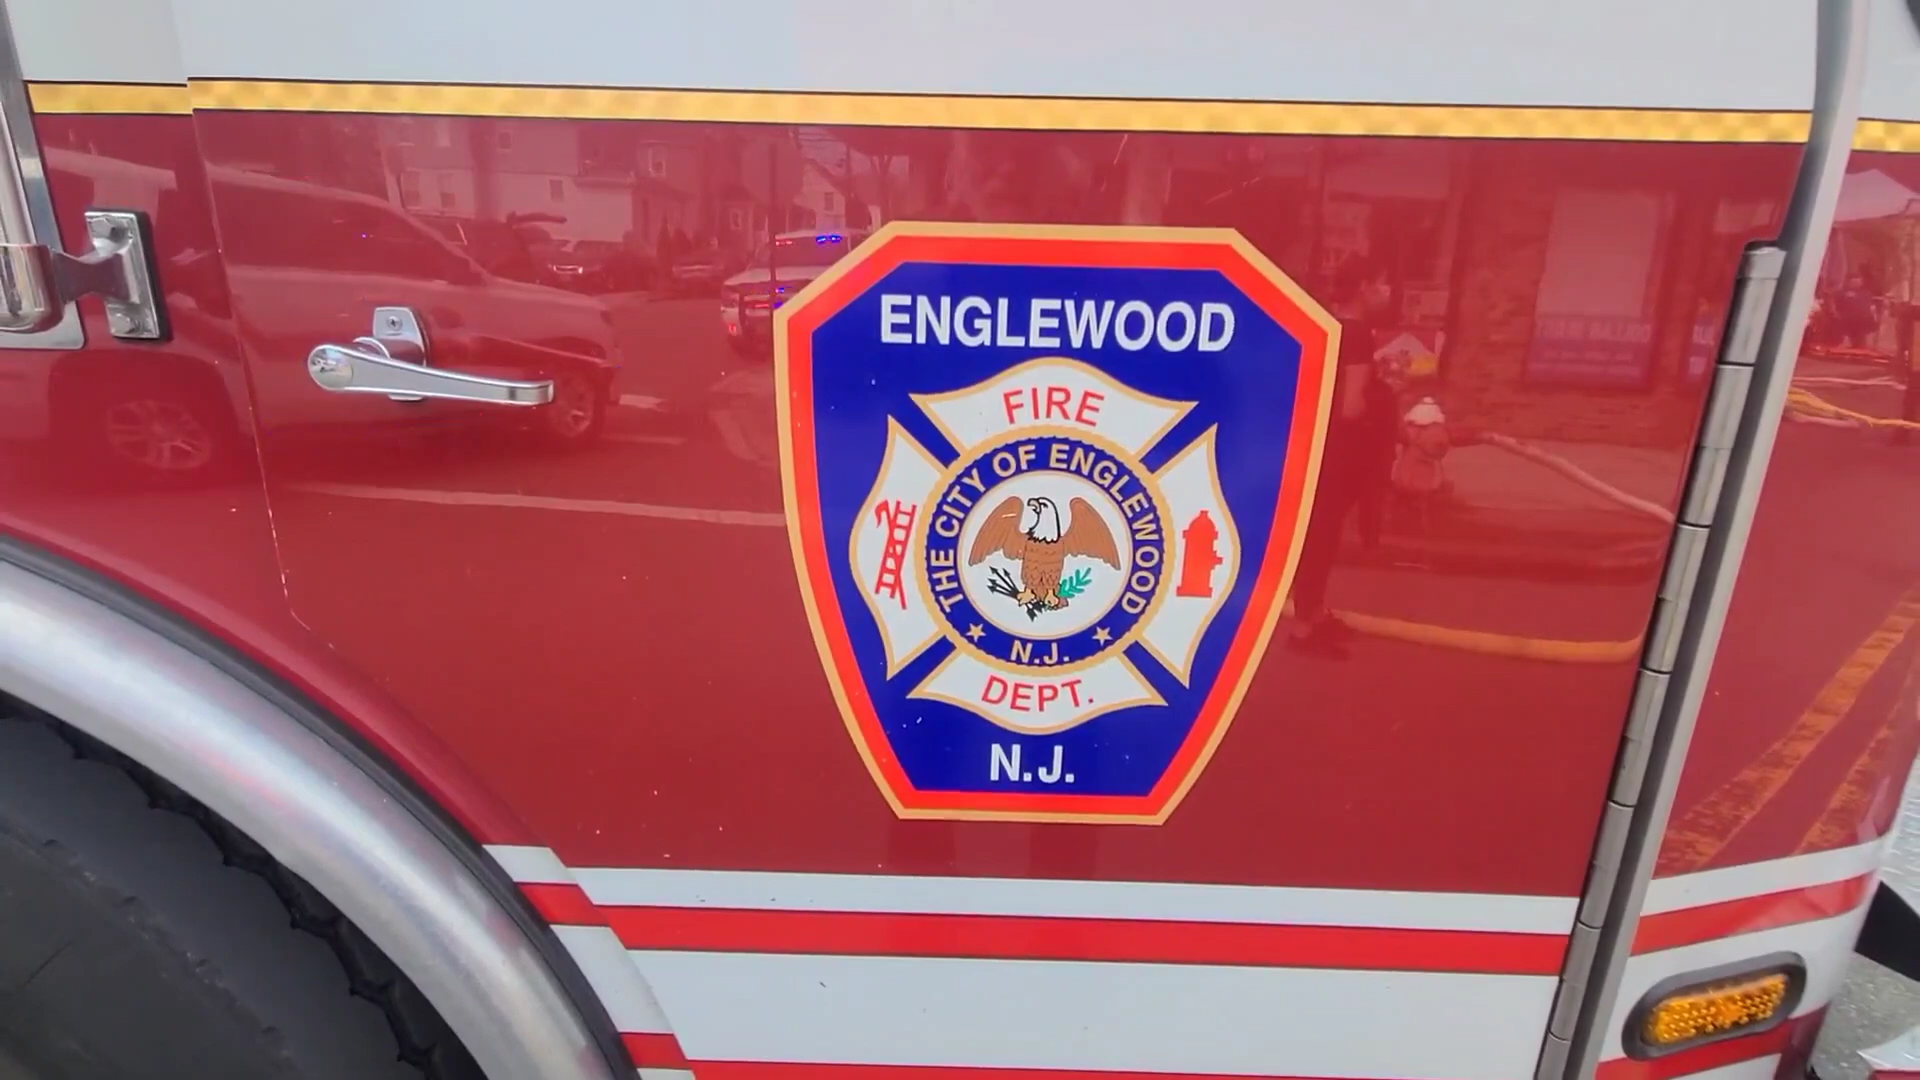 ENGLEWOOD
FIRE
THE CITY OF ENGLEWOOD
N.J.
DEPT.
N.J.